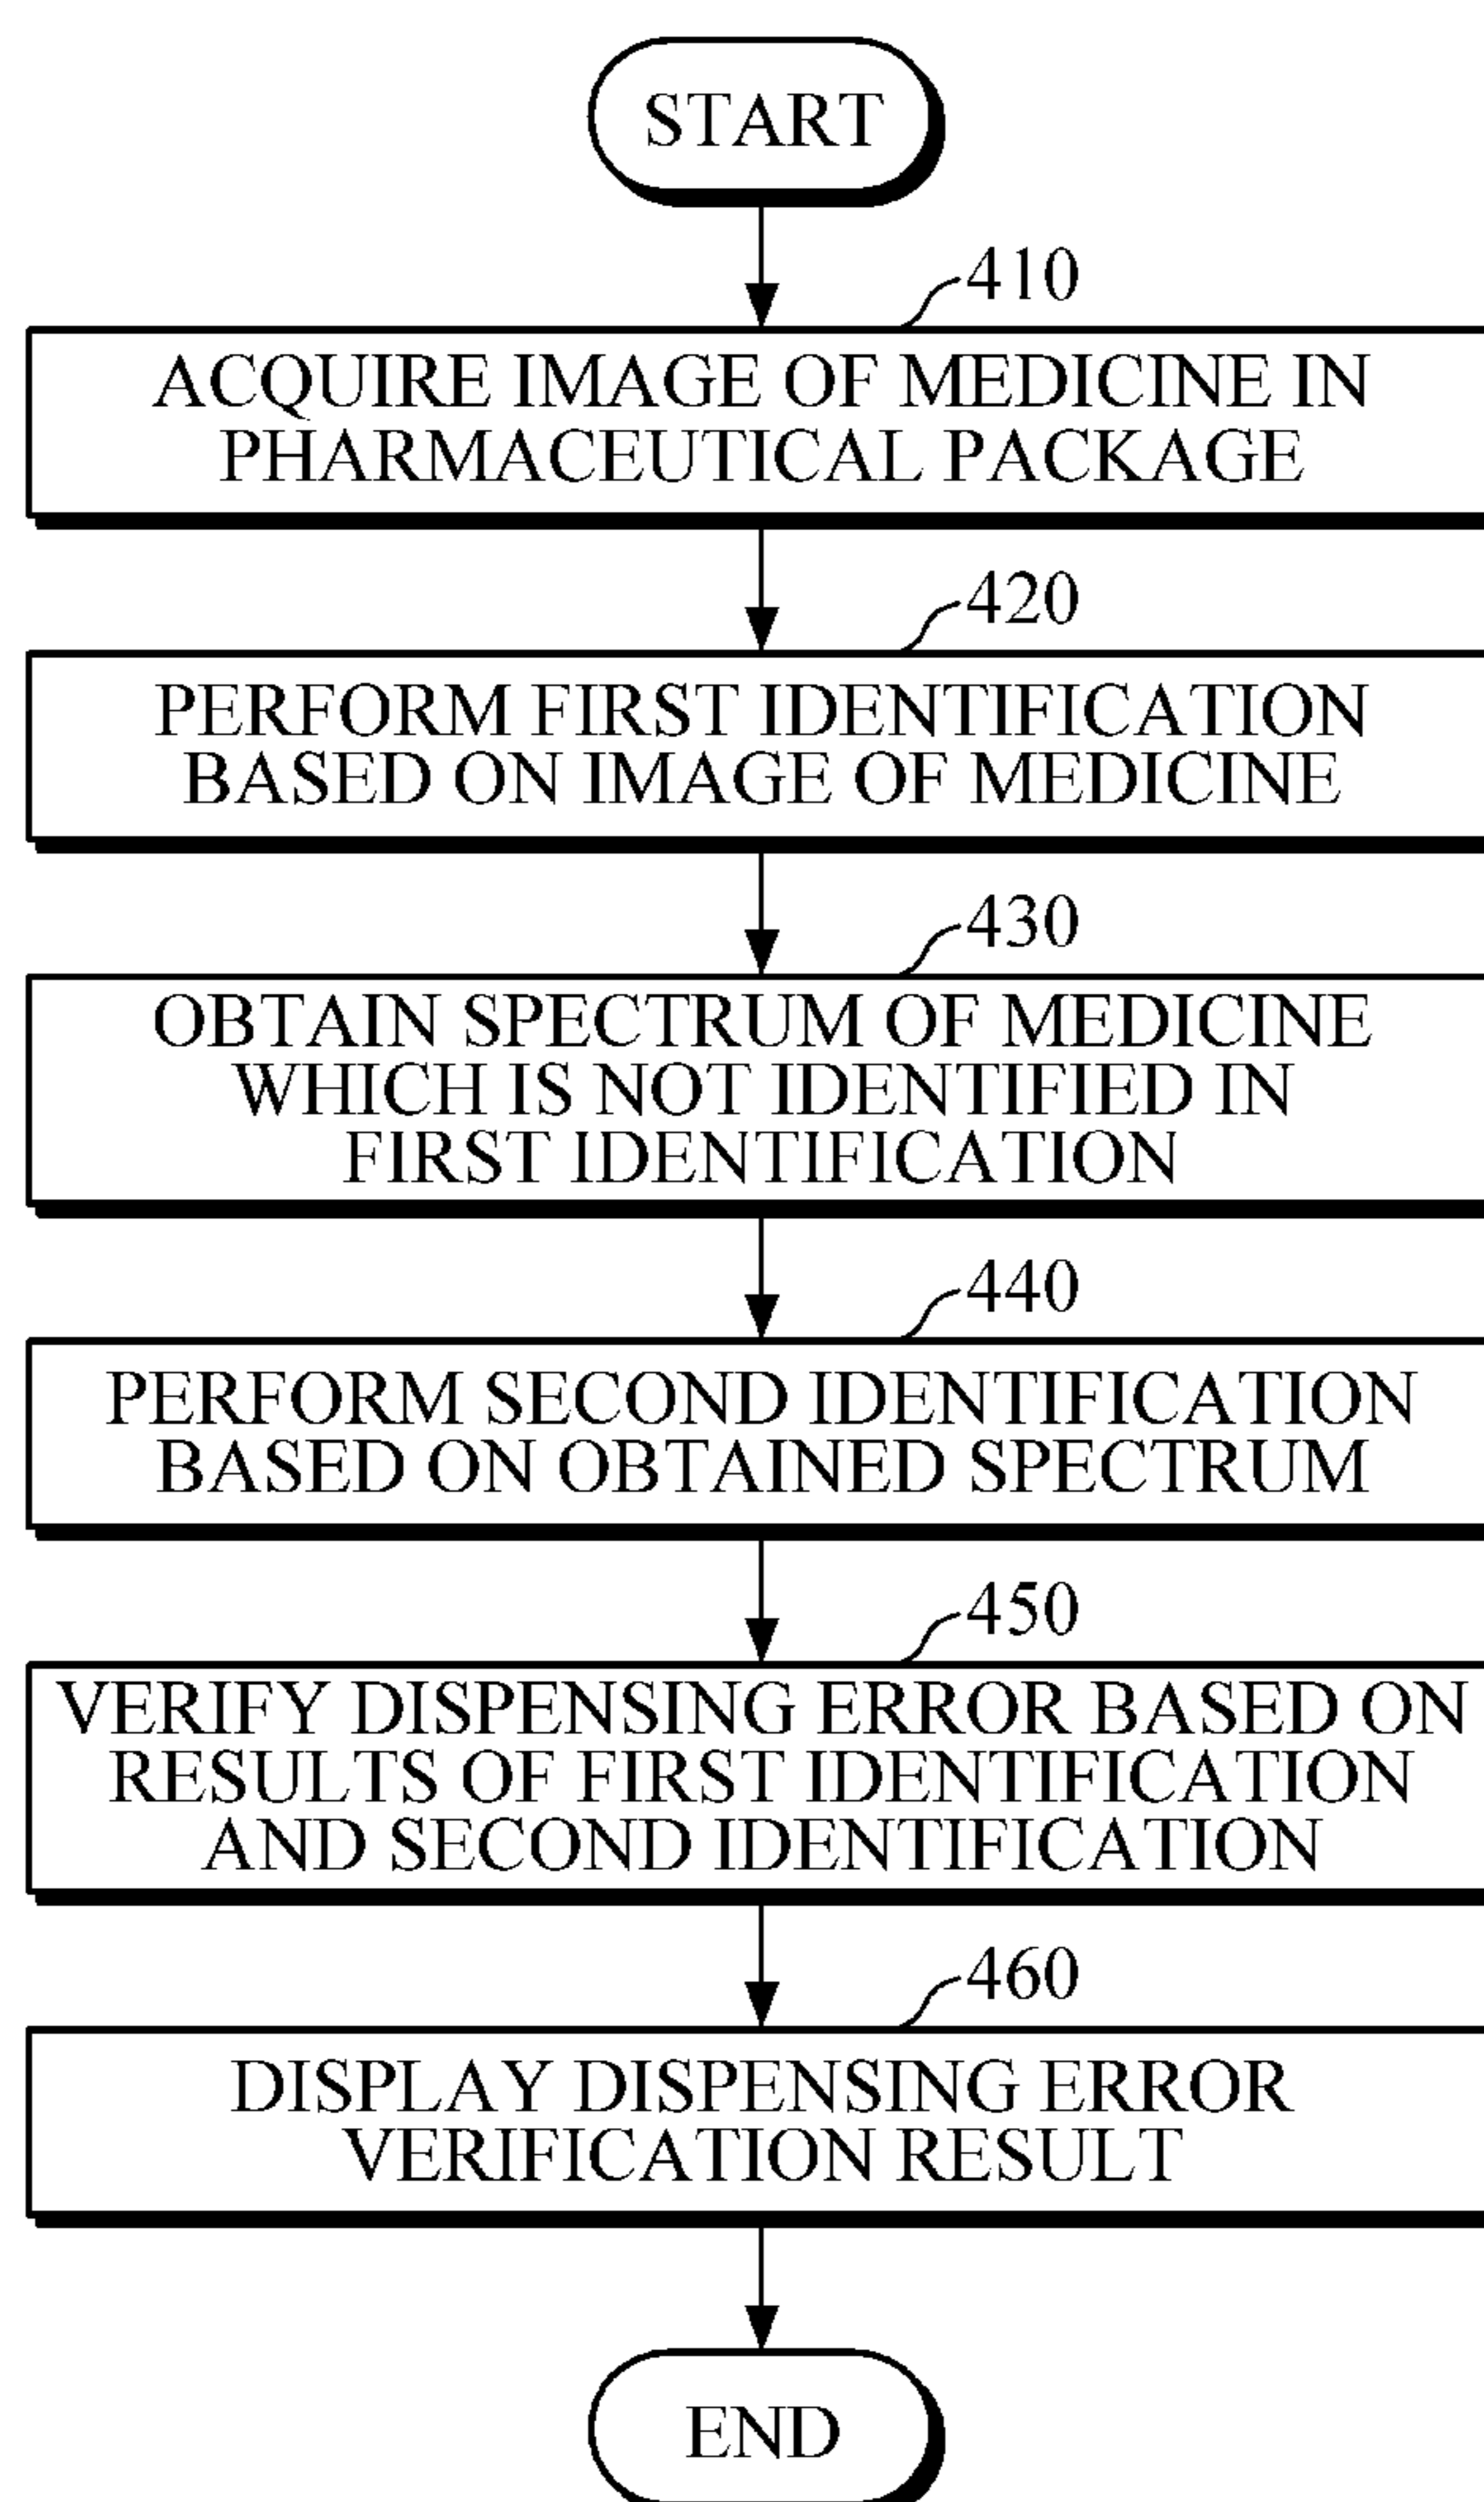 START
410
ACQUIRE IMAGE OF MEDICINE IN
PHARMACEUTICAL PACKAGE
420
PERFORM FIRST IDENTIFICATION
BASED ON IMAGE OF MEDICINE
430
OBTAIN SPECTRUM OF MEDICINE
WHICH IS NOT IDENTIFIED IN
FIRST IDENTIFICATION
440
PERFORM SECOND IDENTIFICATION
BASED ON OBTAINED SPECTRUM
450
VERIFY DISPENSING ERROR BASED ON
RESULTS OF FIRST IDENTIFICATION
AND SECOND IDENTIFICATION
460
DISPLAY DISPENSING ERROR
VERIFICATION RESULT
END